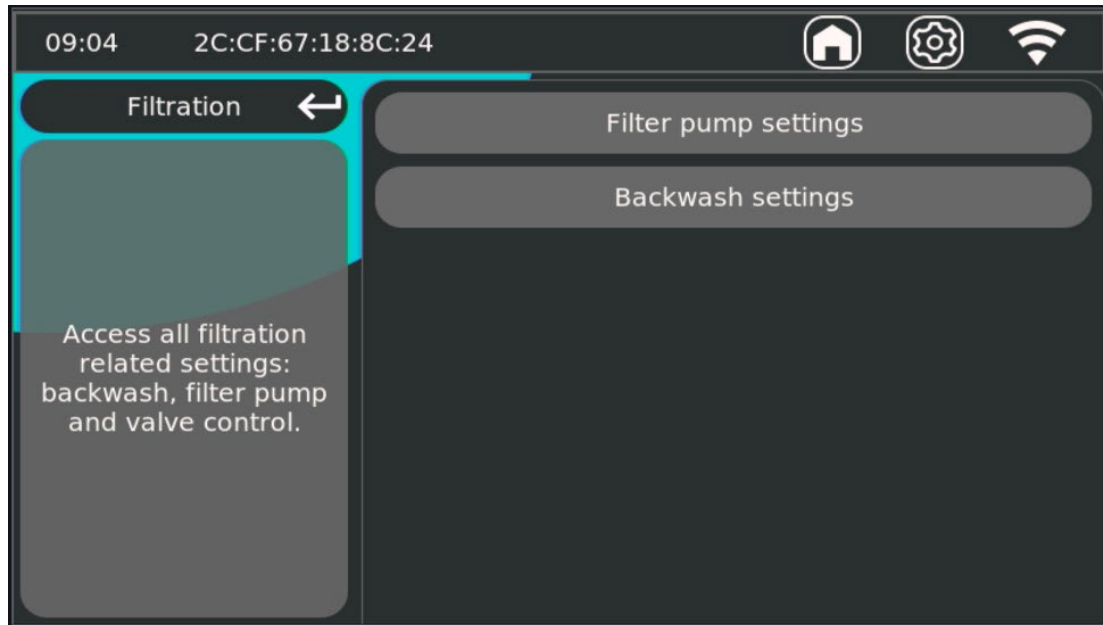 09:04 2C:CF:67:18:8C:24
Filtration
Access all filtration
related settings:
backwash, filter pump
and valve control.
Filter pump settings
Backwash settings